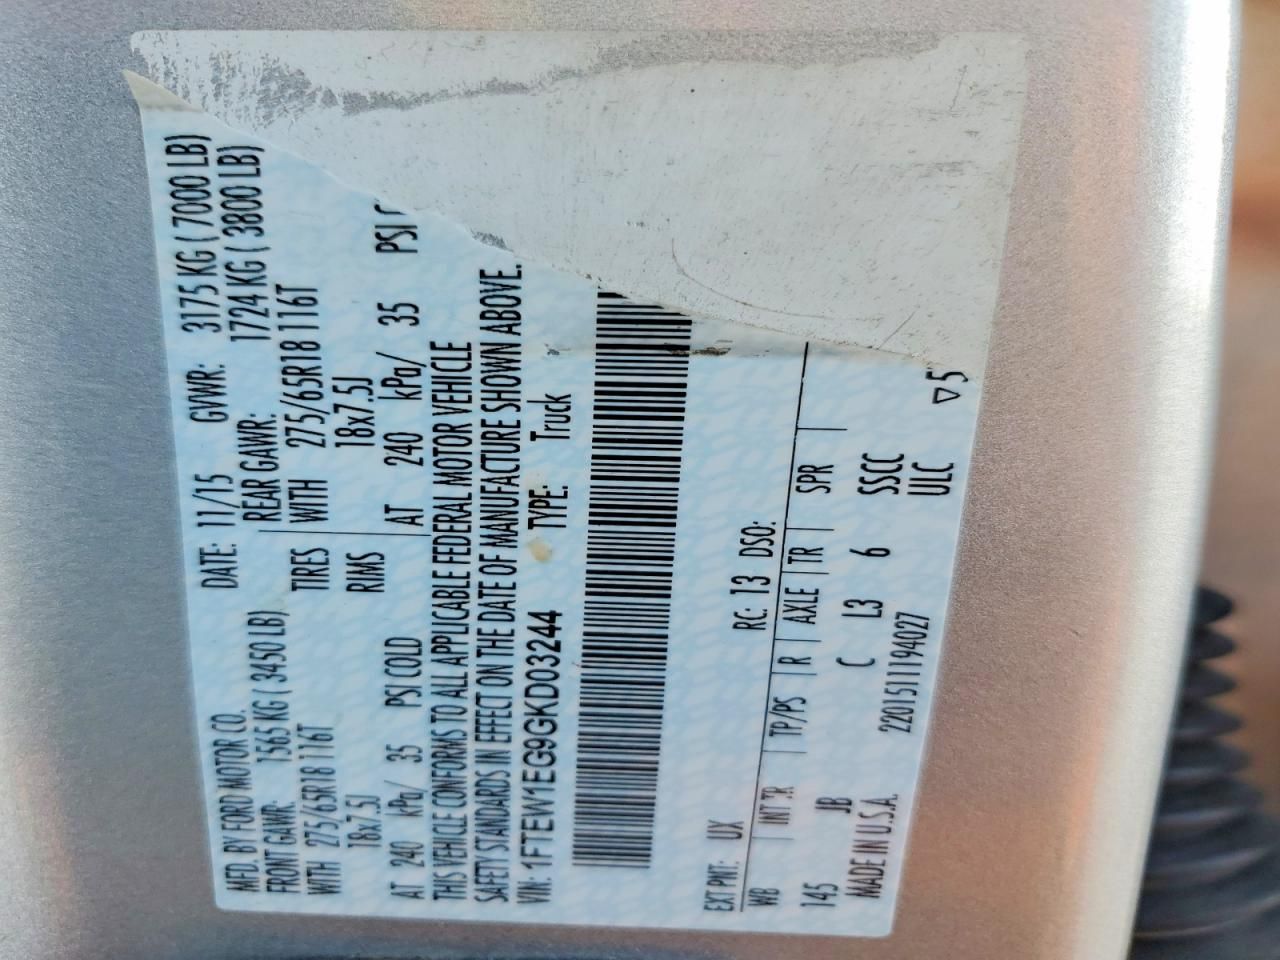 MFD. BY FORD MOTOR CO. DATE: 11/15 GVWR: 3175 KG ( 7000 LB)
FRONT GAWR: 1565 KG ( 3450 LB) REAR GAWR: 1724 KG ( 3800 LB)
WITH 275/65R18 116T TIRES WITH 275/65R18 116T
18x7.5J RIMS 18x7.5J
AT 240 kPa/ 35 PSI COLD AT 240 kPa/ 35 PSI
THIS VEHICLE CONFORMS TO ALL APPLICABLE FEDERAL MOTOR VEHICLE
SAFETY STANDARDS IN EFFECT ON THE DATE OF MANUFACTURE SHOWN ABOVE.
VIN: 1FTEW1EG9GKD03244 TYPE: Truck
EXT PNT: UX RC: 13 DSO:
WB INT TR TP/PS R AXLE TR SPR
145 JB C L3 6 SSCC
MADE IN U.S.A. 2201511194027 ULC
▽5